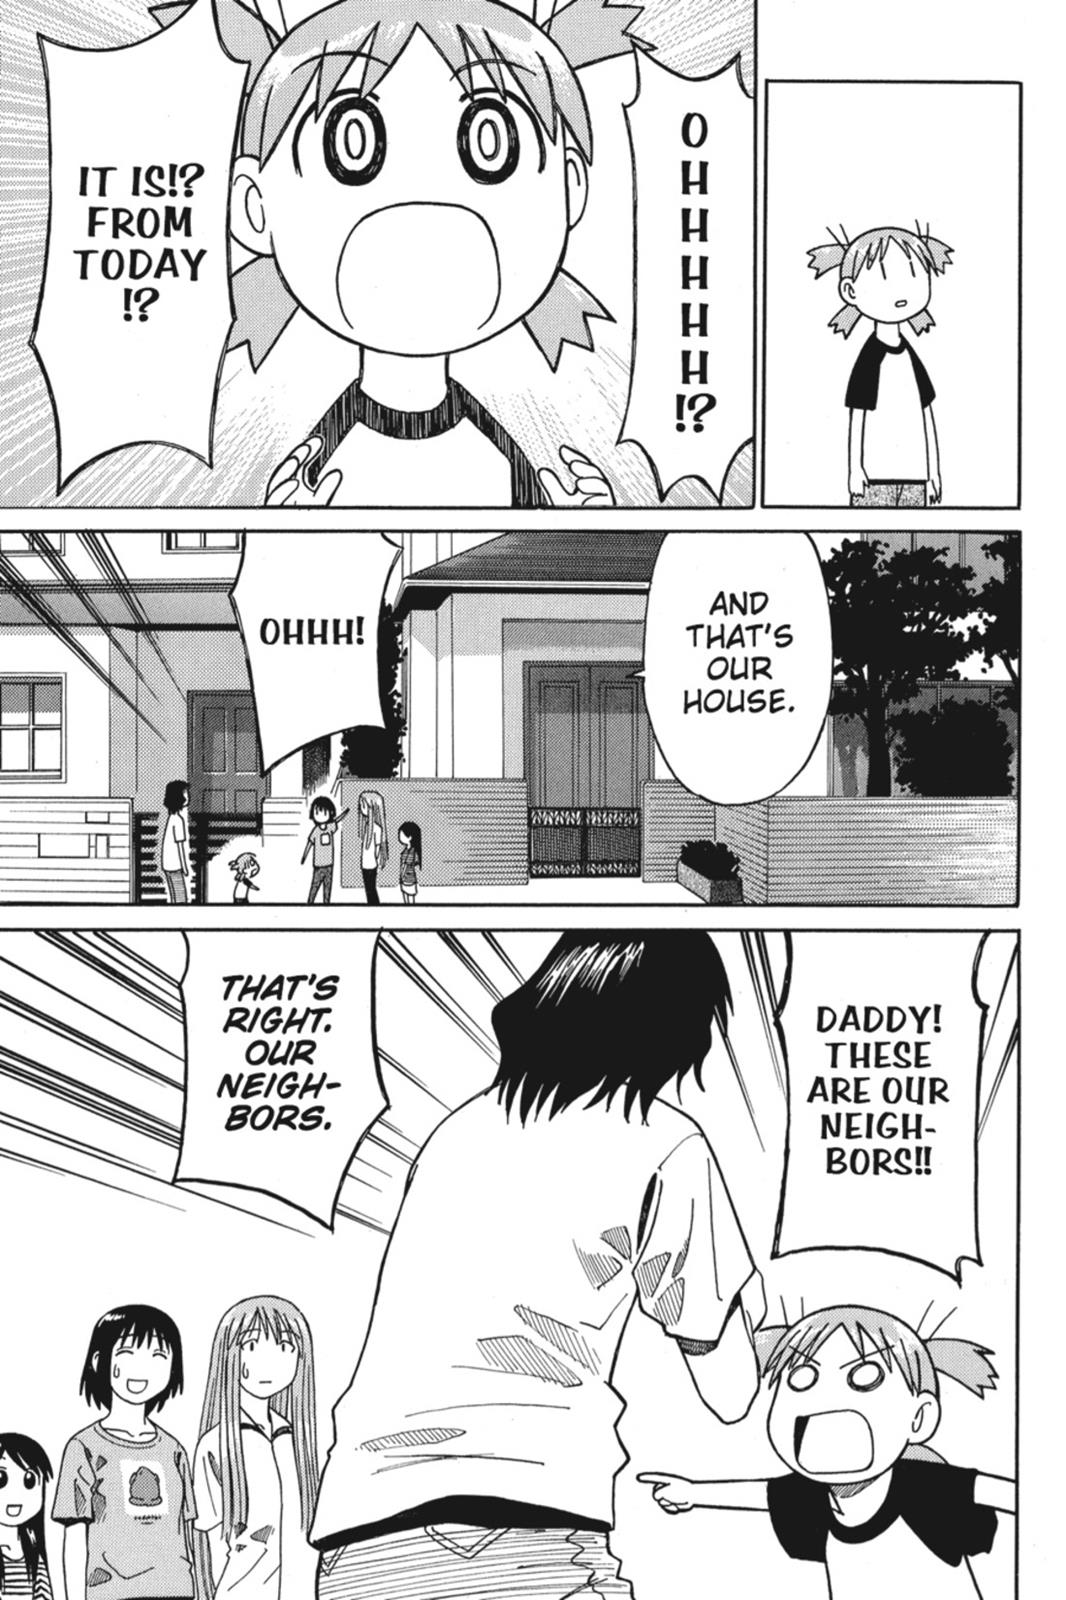 OHHHHH!?
IT IS!?
FROM
TODAY
!?
AND
THAT'S
OUR
HOUSE.
OHHH!
DADDY!
THESE
ARE OUR
NEIGH-
BORS!!
THAT'S
RIGHT.
OUR
NEIGH-
BORS.